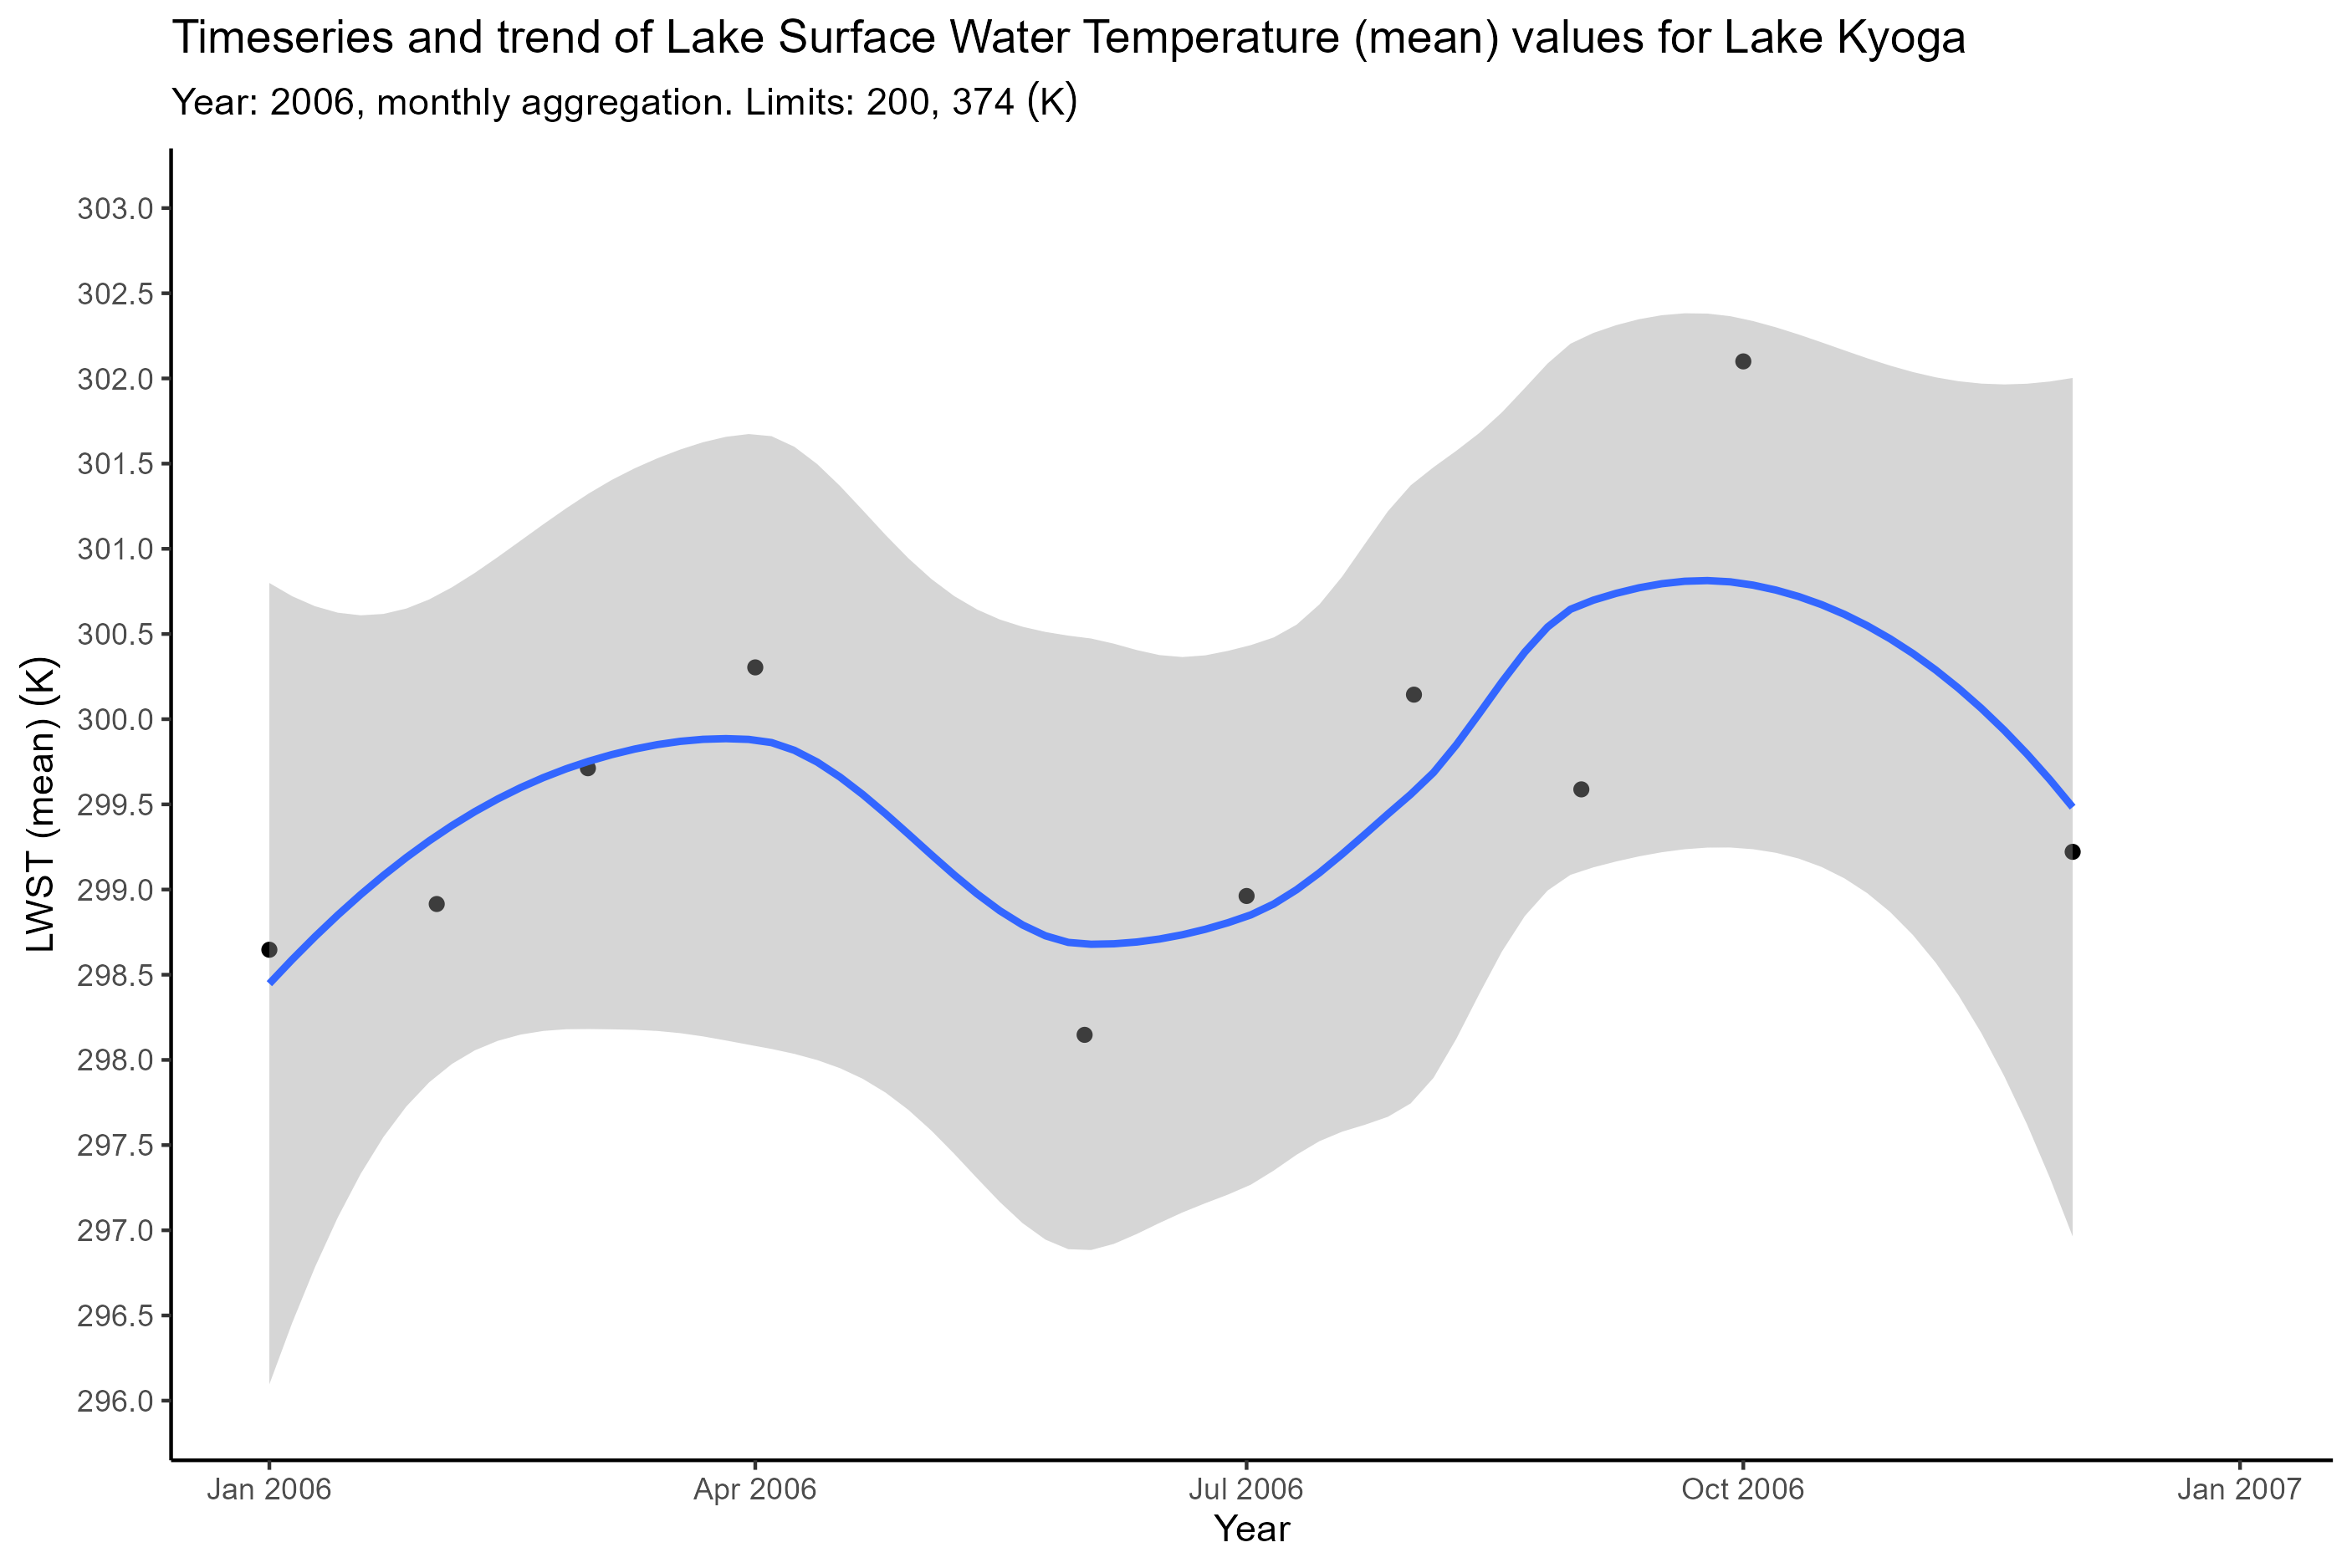 Timeseries and trend of Lake Surface Water Temperature (mean) values for Lake Kyoga
Year: 2006, monthly aggregation. Limits: 200, 374 (K)
303.0
302.5
302.0
301.5
301.0
300.5
300.0
299.5
299.0
298.5
298.0
297.5
297.0
296.5
296.0
LWST (mean) (K)
Jan 2006
Apr 2006
Jul 2006
Oct 2006
Jan 2007
Year